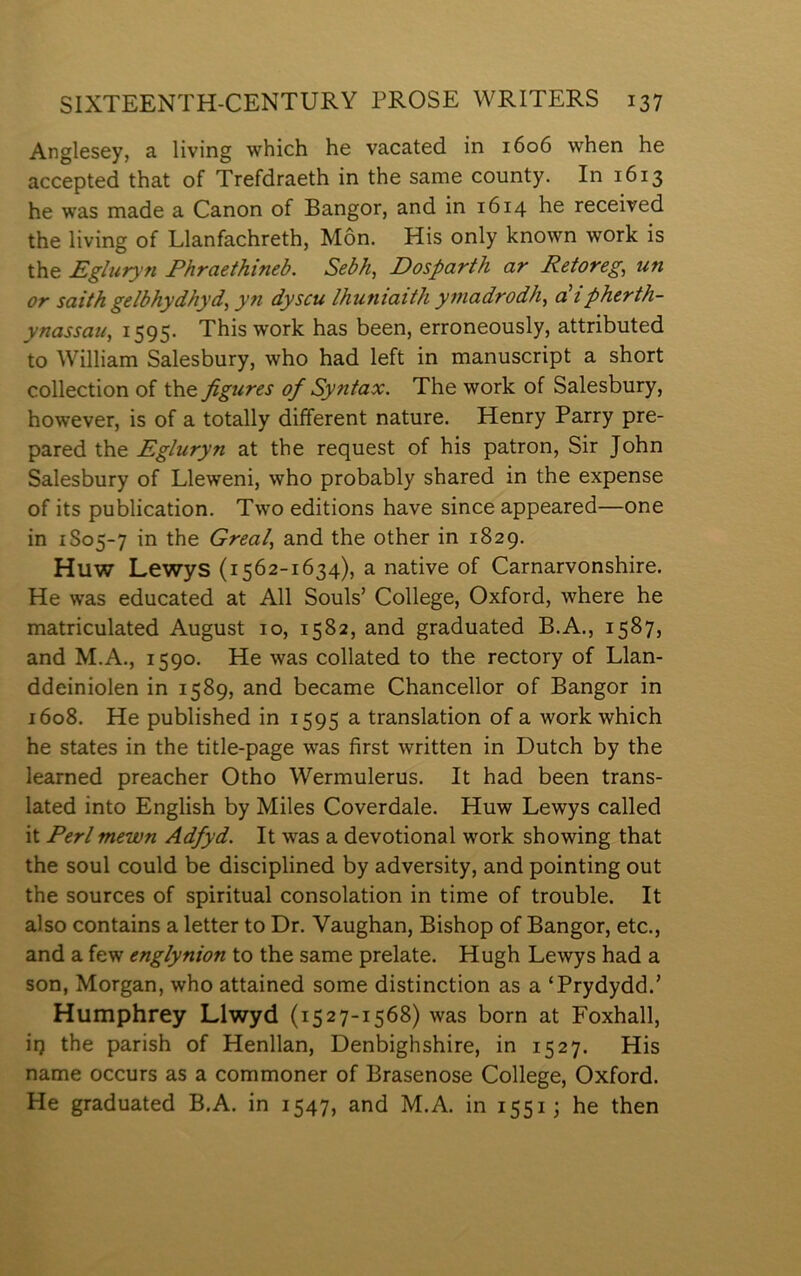 SIXTEENTH-CENTURY PROSE WRITERS 137
Anglesey, a living which he vacated in 1606 when he
accepted that of Trefdraeth in the same county. In 1613
he was made a Canon of Bangor, and in 1614 he received
the living of Llanfachreth, Môn. His only known work is
the Egluryn Phraethineb. Sebh, Dosparth ar Retoreg, un
or saith gelbhydhyd, yn dyscu lhuniaith ymadrodh, a'i pherth-
ynassau, 1595. This work has been, erroneously, attributed
to William Salesbury, who had left in manuscript a short
collection of the figures of Syntax. The work of Salesbury,
however, is of a totally different nature. Henry Parry pre-
pared the Egluryn at the request of his patron, Sir John
Salesbury of Lleweni, who probably shared in the expense
of its publication. Two editions have since appeared—one
in 1805-7 in the Greal, and the other in 1829.
Huw Lewys (1562-1634), a native of Carnarvonshire.
He was educated at All Souls' College, Oxford, where he
matriculated August 10, 1582, and graduated B.A., 1587,
and M.A., 1590. He was collated to the rectory of Llan-
ddeiniolen in 1589, and became Chancellor of Bangor in
1608. He published in 1595 a translation of a work which
he states in the title-page was first written in Dutch by the
learned preacher Otho Wermulerus. It had been trans-
lated into English by Miles Coverdale. Huw Lewys called
it Perl mewn Adfyd. It was a devotional work showing that
the soul could be disciplined by adversity, and pointing out
the sources of spiritual consolation in time of trouble. It
also contains a letter to Dr. Vaughan, Bishop of Bangor, etc.,
and a few englynion to the same prelate. Hugh Lewys had a
son, Morgan, who attained some distinction as a 'Prydydd.'
Humphrey Llwyd (1527-1568) was born at Foxhall,
in the parish of Henllan, Denbighshire, in 1527. His
name occurs as a commoner of Brasenose College, Oxford.
He graduated B.A. in 1547, and M.A. in 1551; he then